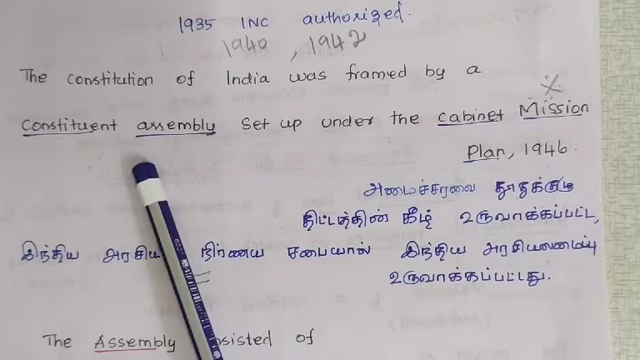 1935 INC authorized.
1940, 1942
The constitution of India was framed by a
constituent assembly set up under the cabinet Mission
Plan, 1946.
அமைச்சரவை தூதுக்குழு
திட்டத்தின் கீழ் உருவாக்கப்பட்ட,
இந்திய அரசிய நிர்ணய சபையால் இந்திய அரசியலமைப்பு
உருவாக்கப்பட்டது.
The Assembly sisted of